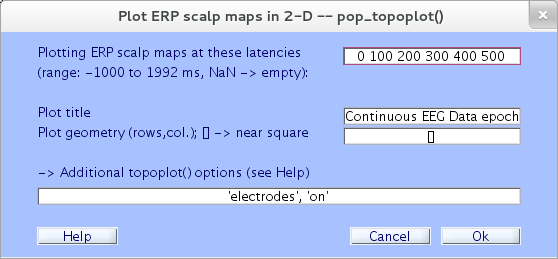 Plot ERP scalp maps in 2-D -- pop_topoplot()
Plotting ERP scalp maps at these latencies
0 100 200 300 400 500
(range: -1000 to 1992 ms, NaN -> empty):
Plot title
Continuous EEG Data epoch
Plot geometry (rows,col.); [] -> near square
[]
-> Additional topoplot() options (see Help)
'electrodes', 'on'
Help
Cancel
Ok